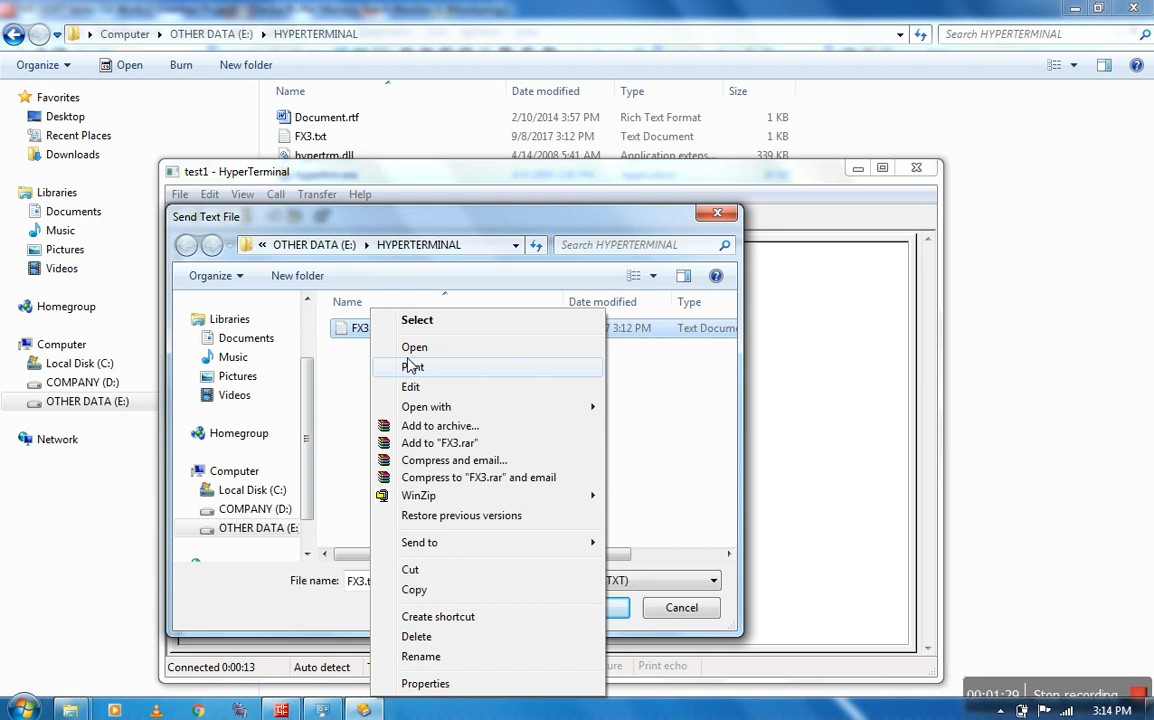 Computer ▸ OTHER DATA (E:) ▸ HYPERTERMINAL
Search HYPERTERMINAL
Organize
Open
Burn
New folder
Favorites
Desktop
Recent Places
Downloads
Libraries
Documents
Music
Pictures
Videos
Homegroup
Computer
Local Disk (C:)
COMPANY (D:)
OTHER DATA (E:)
Network
Name Date modified Type Size
Document.rtf 2/10/2014 3:57 PM Rich Text Format 1 KB
FX3.txt 9/8/2017 3:12 PM Text Document 1 KB
hypertrm.dll 4/14/2008 5:41 AM Application extens... 339 KB
test1 - HyperTerminal
File Edit View Call Transfer Help
Send Text File
« OTHER DATA (E:) ▸ HYPERTERMINAL
Search HYPERTERMINAL
Organize New folder
Name Date modified Type
FX3 7 3:12 PM Text Docume
Libraries
Documents
Music
Pictures
Videos
Homegroup
Computer
Local Disk (C:)
COMPANY (D:)
OTHER DATA (E:
Select
Open
Print
Edit
Open with
Add to archive...
Add to "FX3.rar"
Compress and email...
Compress to "FX3.rar" and email
WinZip
Restore previous versions
Send to
Cut
Copy
Create shortcut
Delete
Rename
Properties
File name: FX3.t TXT)
Cancel
Connected 0:00:13 Auto detect ure Print echo
00:01:29 Stop recording
3:14 PM